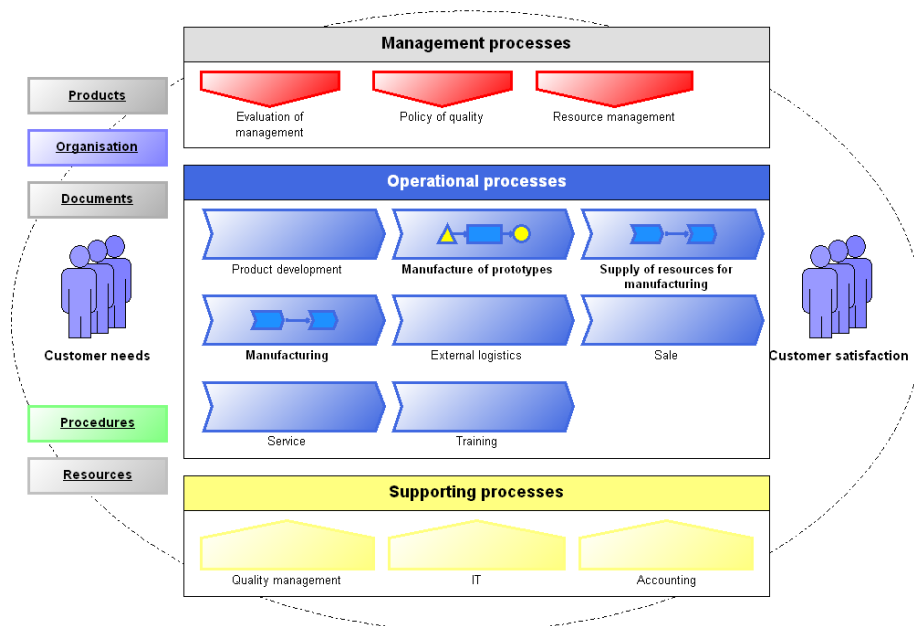 Management processes
Evaluation of
management
Policy of quality
Resource management
Products
Organisation
Documents
Customer needs
Procedures
Resources
Operational processes
Product development
Manufacture of prototypes
Supply of resources for
manufacturing
Manufacturing
External logistics
Sale
Service
Training
Customer satisfaction
Supporting processes
Quality management
IT
Accounting